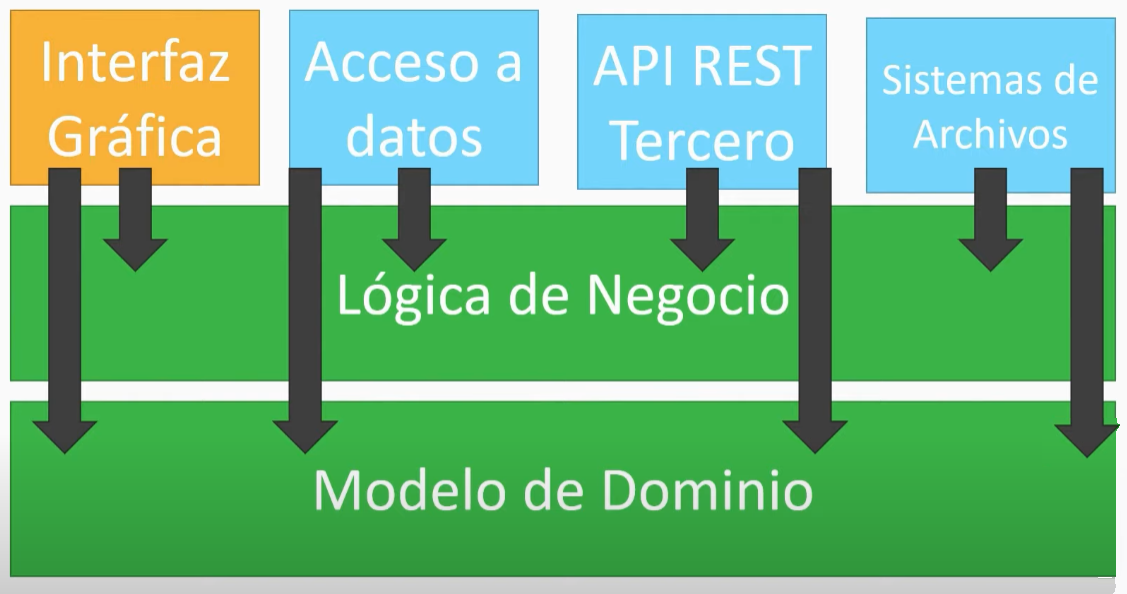 Interfaz
Gráfica
Acceso a
datos
API REST
Tercero
Sistemas de
Archivos
Lógica de Negocio
Modelo de Dominio